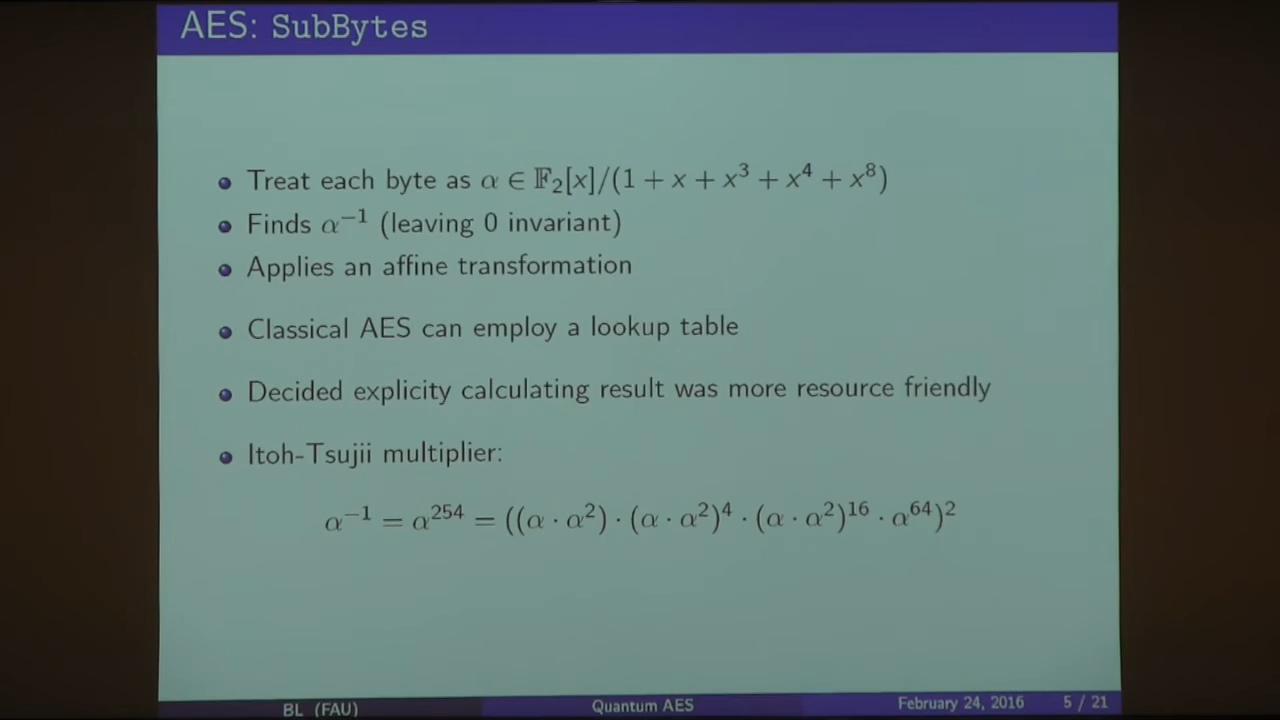 AES: SubBytes
Treat each byte as α ∈ 𝔽₂[x]/(1 + x + x³ + x⁴ + x⁸)
Finds α⁻¹ (leaving 0 invariant)
Applies an affine transformation
Classical AES can employ a lookup table
Decided explicity calculating result was more resource friendly
Itoh-Tsujii multiplier:
α⁻¹ = α²⁵⁴ = ((α · α²) · (α · α²)⁴ · (α · α²)¹⁶ · α⁶⁴)²
BL (FAU) Quantum AES February 24, 2016 5 / 21